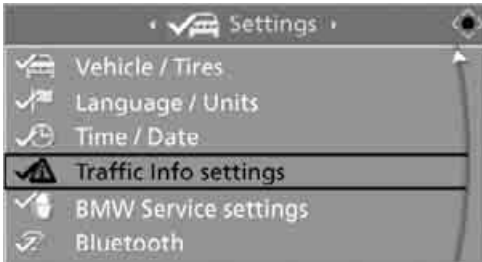 Settings
Vehicle / Tires
Language / Units
Time / Date
Traffic Info settings
BMW Service settings
Bluetooth